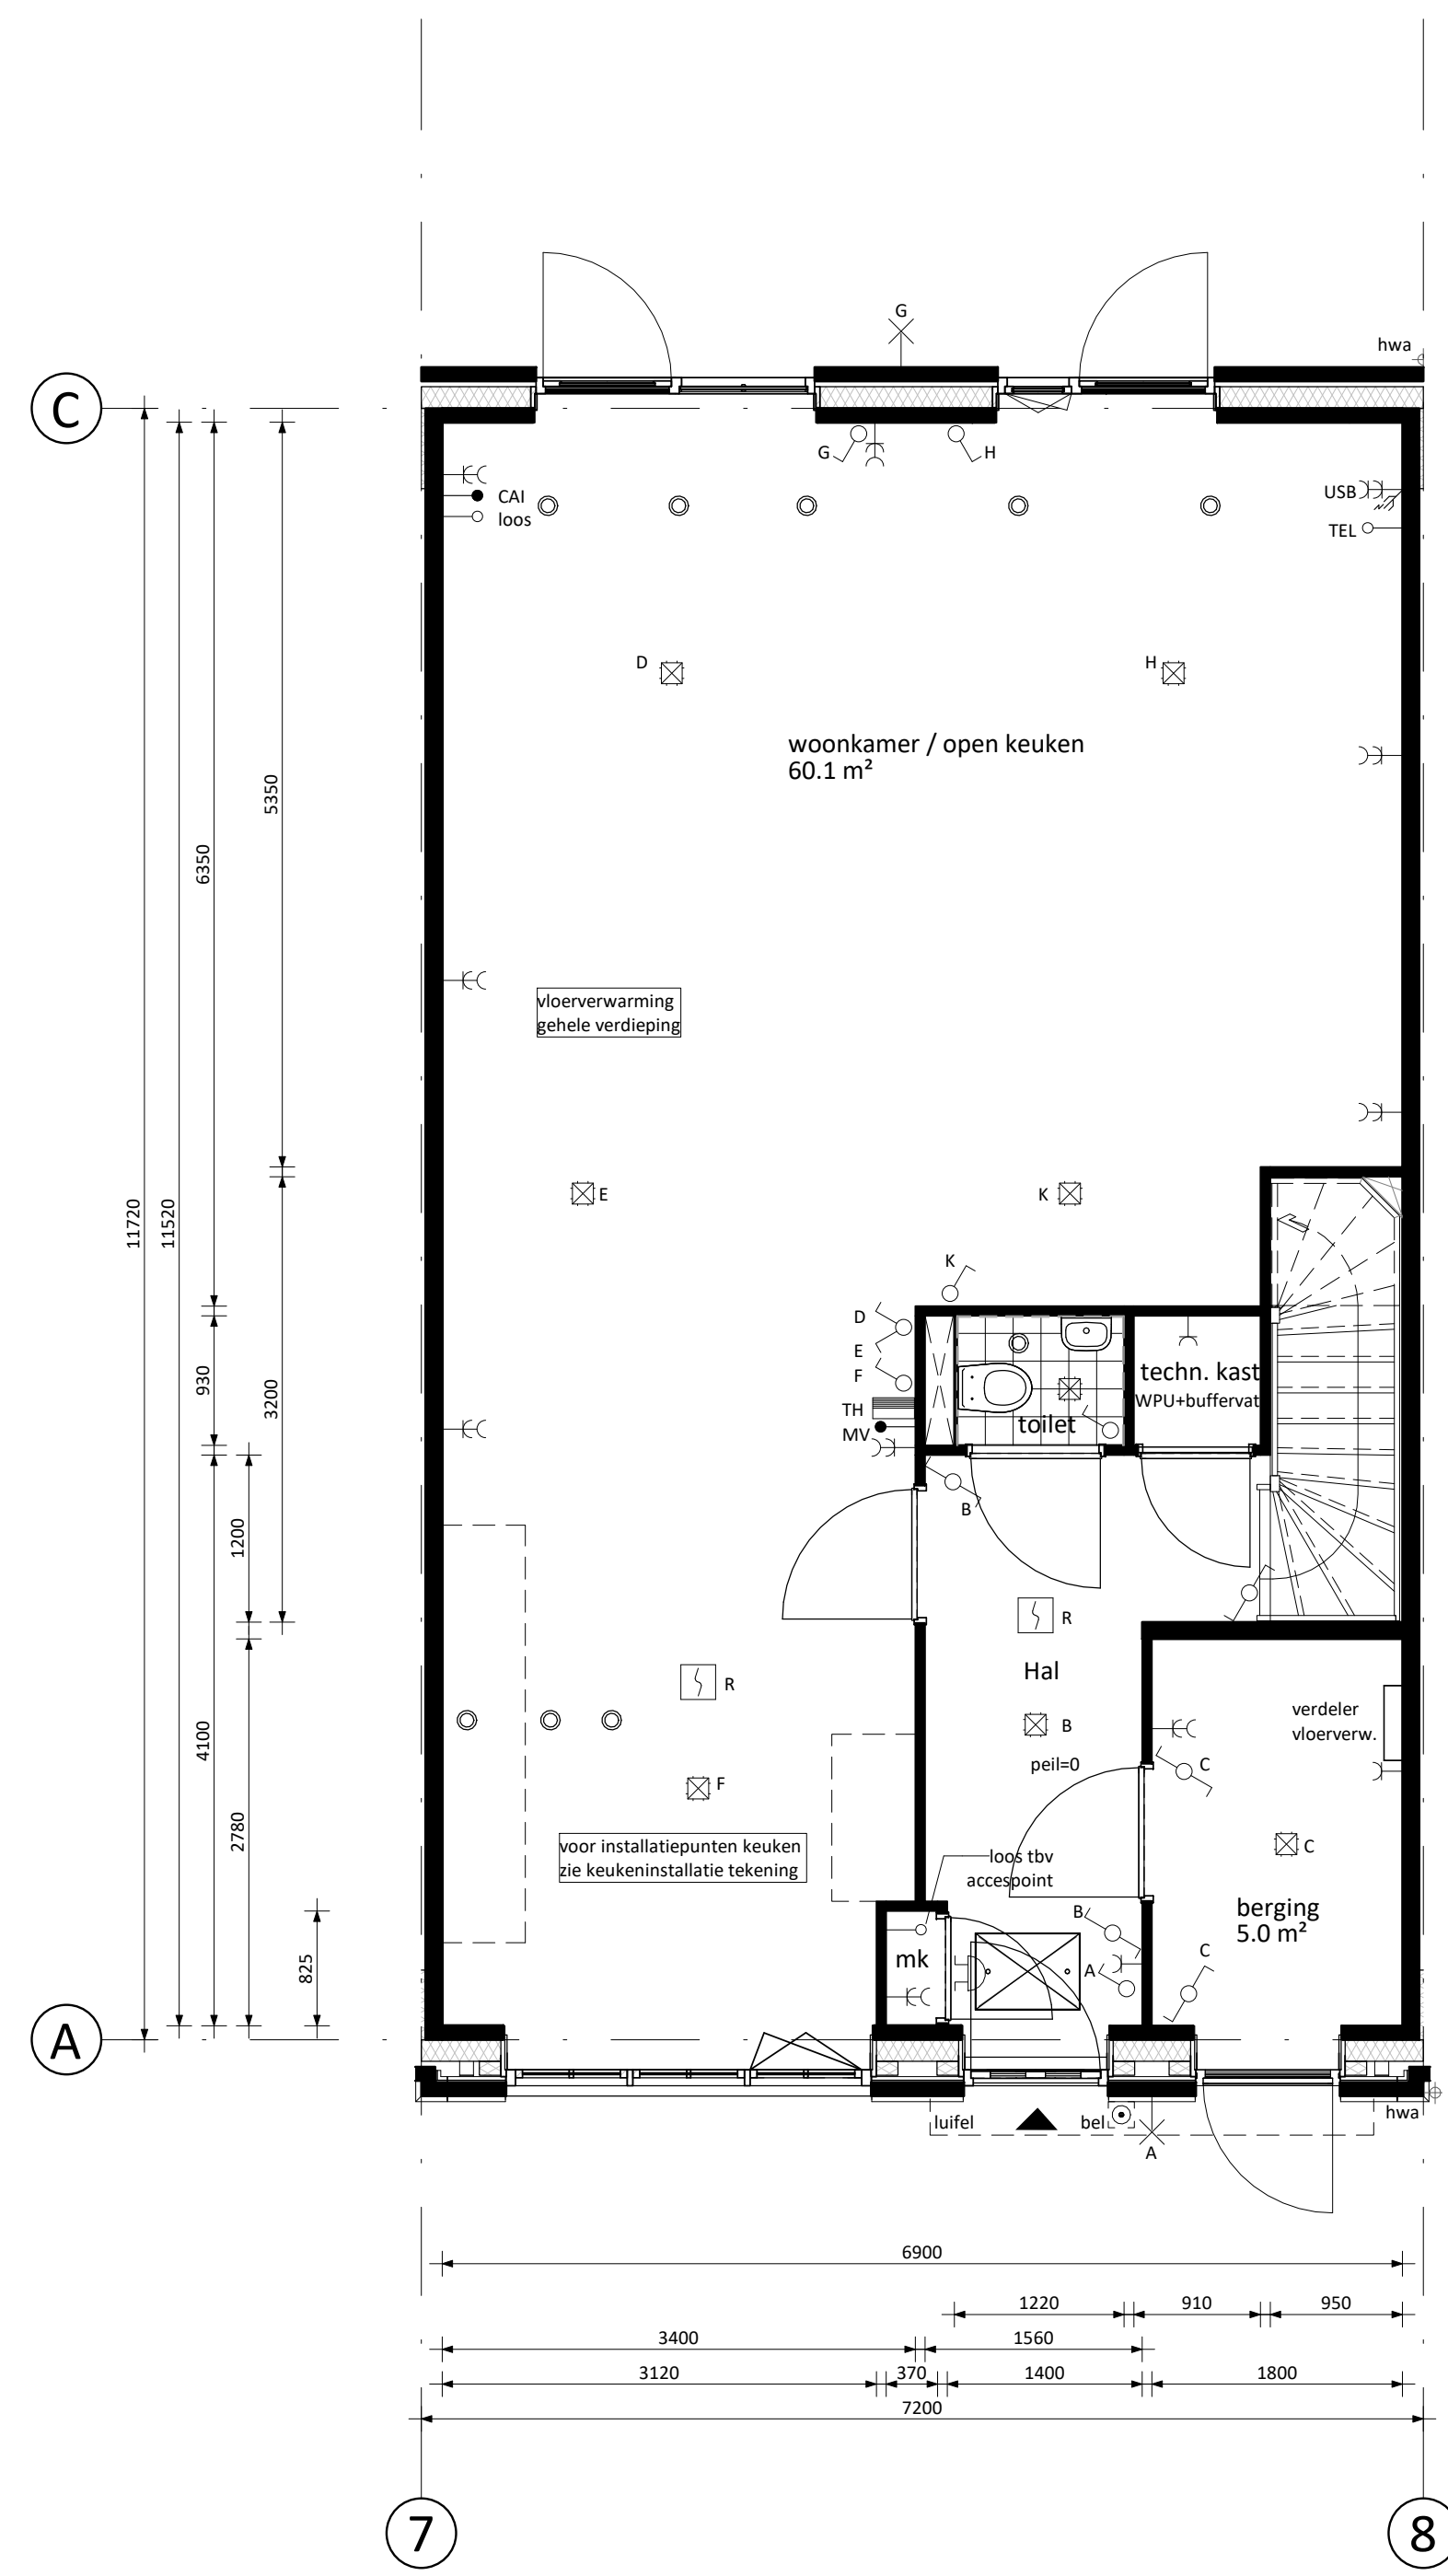 G
hwa
C
G
H
CAI
loos
USB
TEL
D
H
woonkamer / open keuken
60.1 m²
5350
6350
vloerverwarming
gehele verdieping
11720
11520
E
K
K
D
E
F
TH
MV
930
3200
techn. kast
WPU+buffervat
toilet
B
1200
R
Hal
R
B
peil=0
verdeler
vloerverw.
C
4100
2780
F
C
voor installatiepunten keuken
zie keukeninstallatie tekening
loos tbv
accespoint
berging
5.0 m²
B
C
mk
A
825
A
luifel
bel
hwa
A
6900
1220
910
950
3400
1560
3120
370
1400
1800
7200
7
8